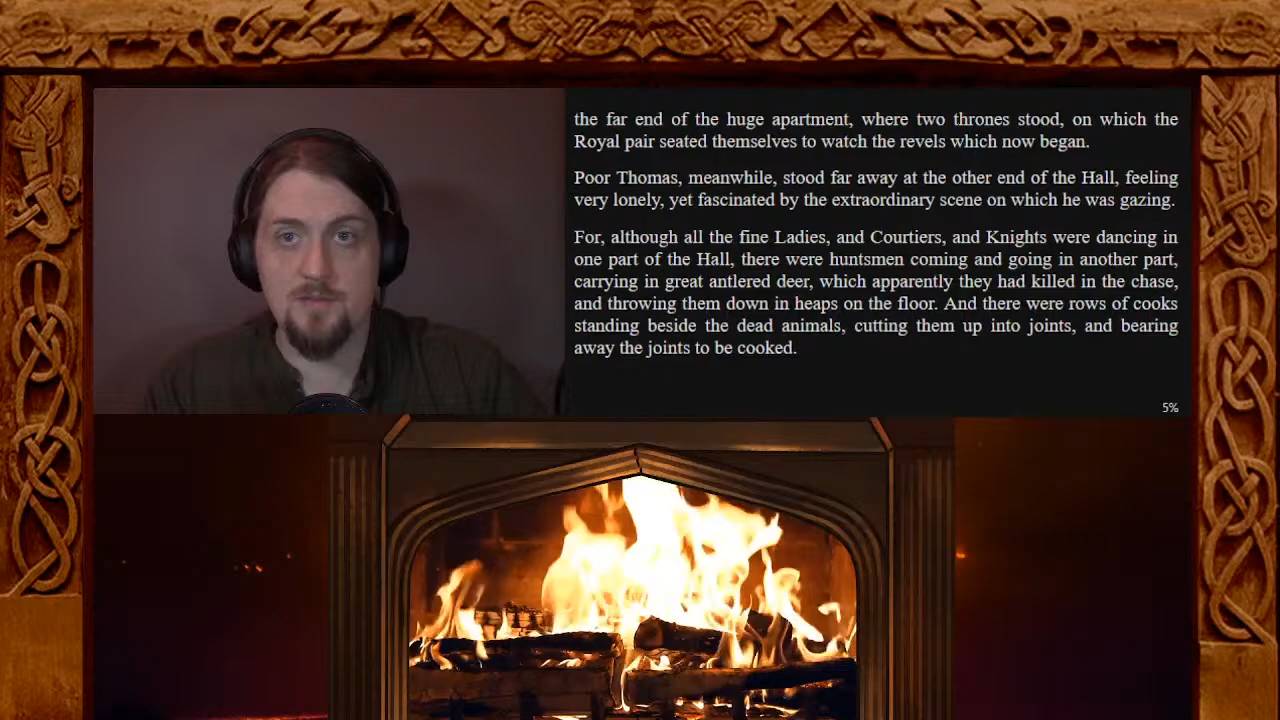 the far end of the huge apartment, where two thrones stood, on which the
Royal pair seated themselves to watch the revels which now began.
Poor Thomas, meanwhile, stood far away at the other end of the Hall, feeling
very lonely, yet fascinated by the extraordinary scene on which he was gazing.
For, although all the fine Ladies, and Courtiers, and Knights were dancing in
one part of the Hall, there were huntsmen coming and going in another part,
carrying in great antlered deer, which apparently they had killed in the chase,
and throwing them down in heaps on the floor. And there were rows of cooks
standing beside the dead animals, cutting them up into joints, and bearing
away the joints to be cooked.
5%